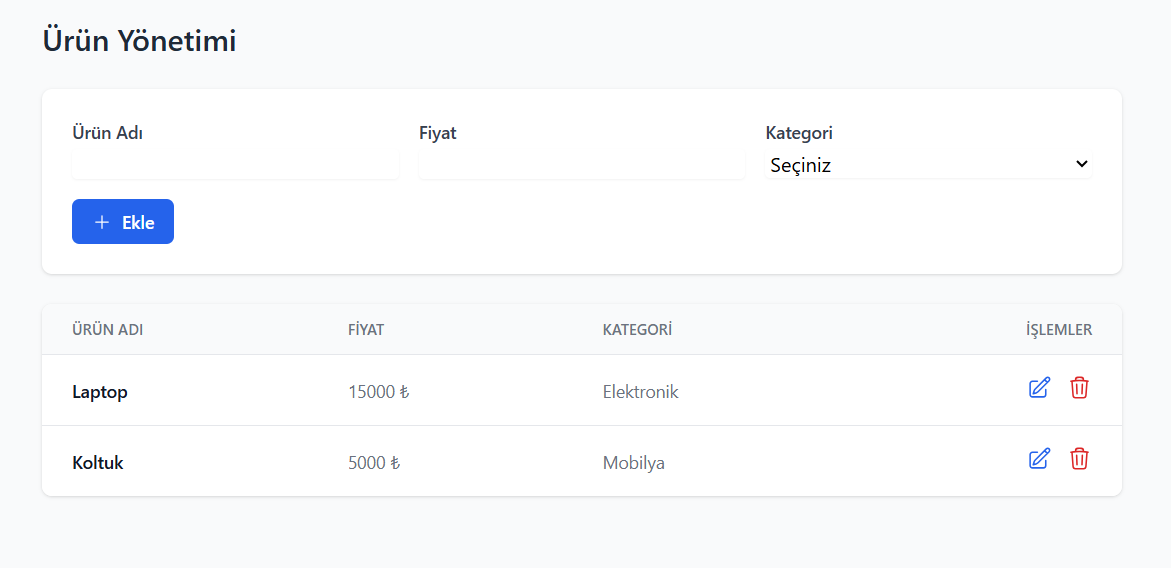 Ürün Yönetimi
Ürün Adı Fiyat Kategori
Seçiniz
+ Ekle
ÜRÜN ADI FİYAT KATEGORİ İŞLEMLER
Laptop 15000 ₺ Elektronik
Koltuk 5000 ₺ Mobilya